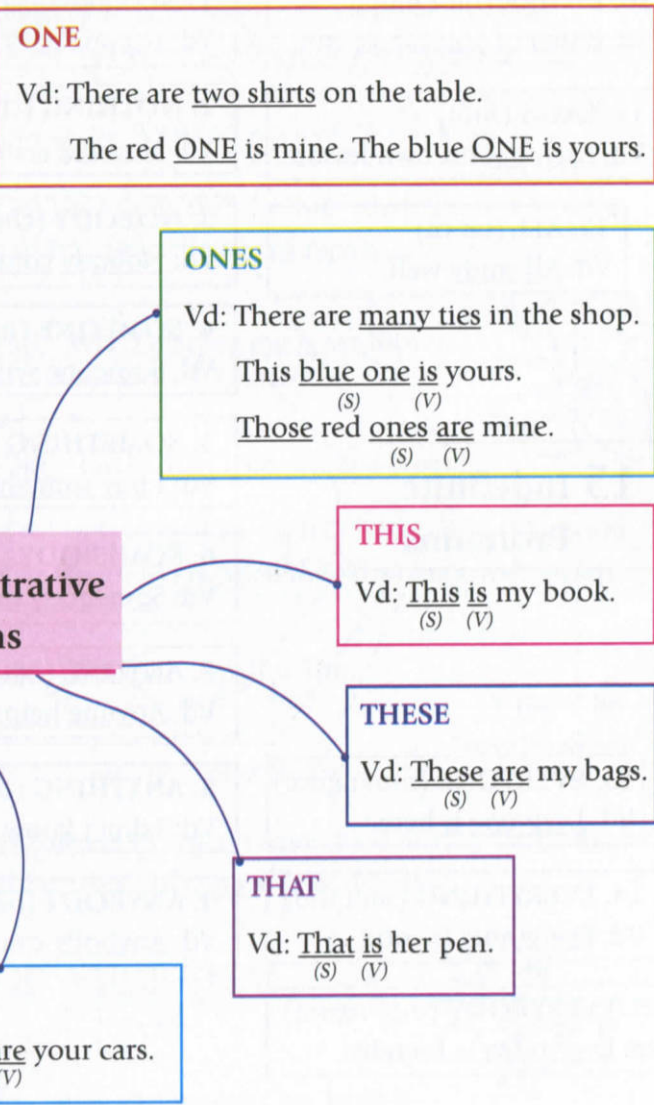 ONE
Vd: There are two shirts on the table.
The red ONE is mine. The blue ONE is yours.
ONES
Vd: There are many ties in the shop.
This blue one is yours.
(S) (V)
Those red ones are mine.
(S) (V)
THIS
Vd: This is my book.
(S) (V)
trative
ns
THESE
Vd: These are my bags.
(S) (V)
THAT
Vd: That is her pen.
(S) (V)
are your cars.
(V)